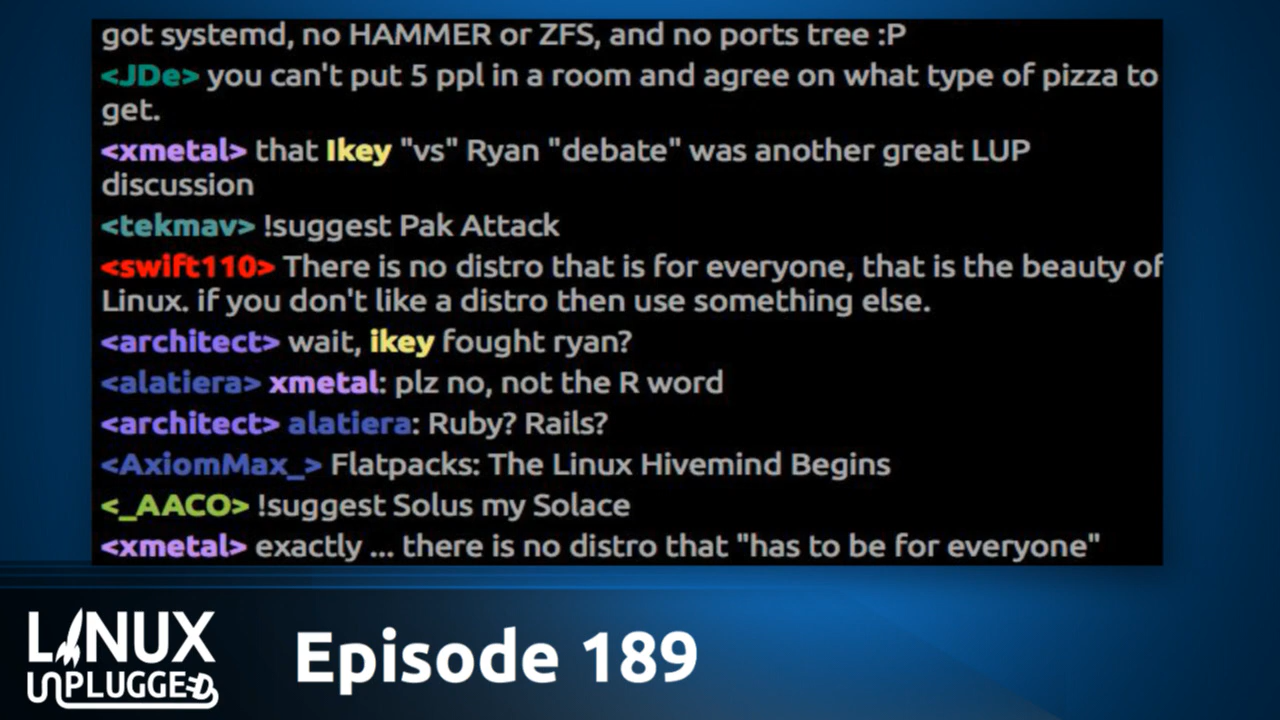 got systemd, no HAMMER or ZFS, and no ports tree :P
<JDe> you can't put 5 ppl in a room and agree on what type of pizza to
get.
<xmetal> that Ikey "vs" Ryan "debate" was another great LUP
discussion
<tekmav> !suggest Pak Attack
<swift110> There is no distro that is for everyone, that is the beauty of
Linux. if you don't like a distro then use something else.
<architect> wait, ikey fought ryan?
<alatiera> xmetal: plz no, not the R word
<architect> alatiera: Ruby? Rails?
<AxiomMax_> Flatpacks: The Linux Hivemind Begins
<_AACO> !suggest Solus my Solace
<xmetal> exactly ... there is no distro that "has to be for everyone"
LINUX
UNPLUGGED
Episode 189